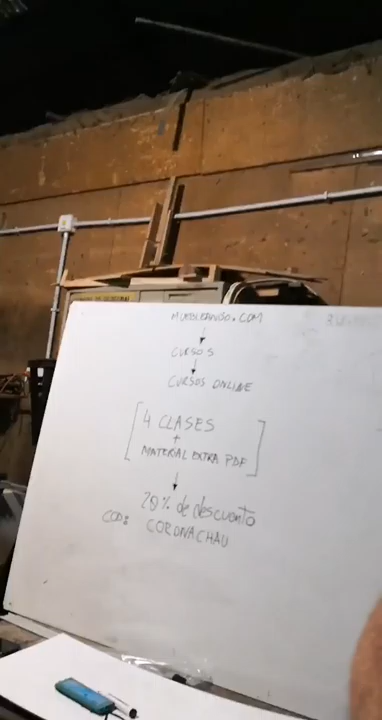 MUEBLEANDO.COM
CURSOS
CURSOS ONLINE
4 CLASES
+
MATERIAL EXTRA PDF
20% de descuento
COD: CORONACHAU